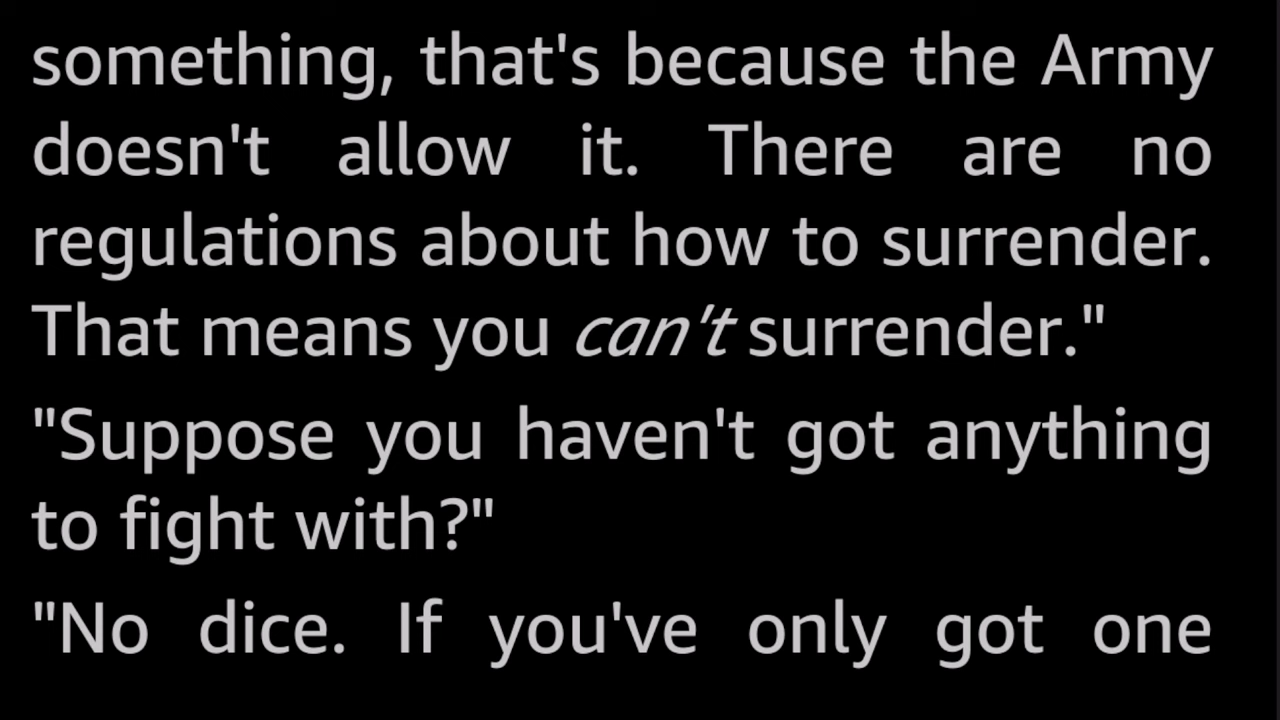 something, that's because the Army
doesn't allow it. There are no
regulations about how to surrender.
That means you can't surrender."
"Suppose you haven't got anything
to fight with?"
"No dice. If you've only got one